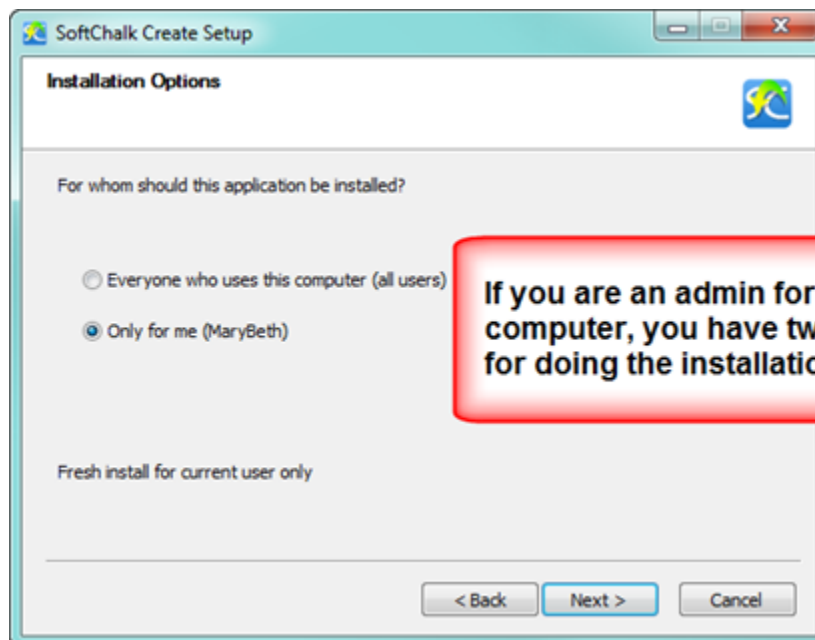 SoftChalk Create Setup
Installation Options
For whom should this application be installed?
Everyone who uses this computer (all users)
Only for me (MaryBeth)
If you are an admin for
computer, you have
for doing the
Fresh install for current user only
< Back
Next >
Cancel